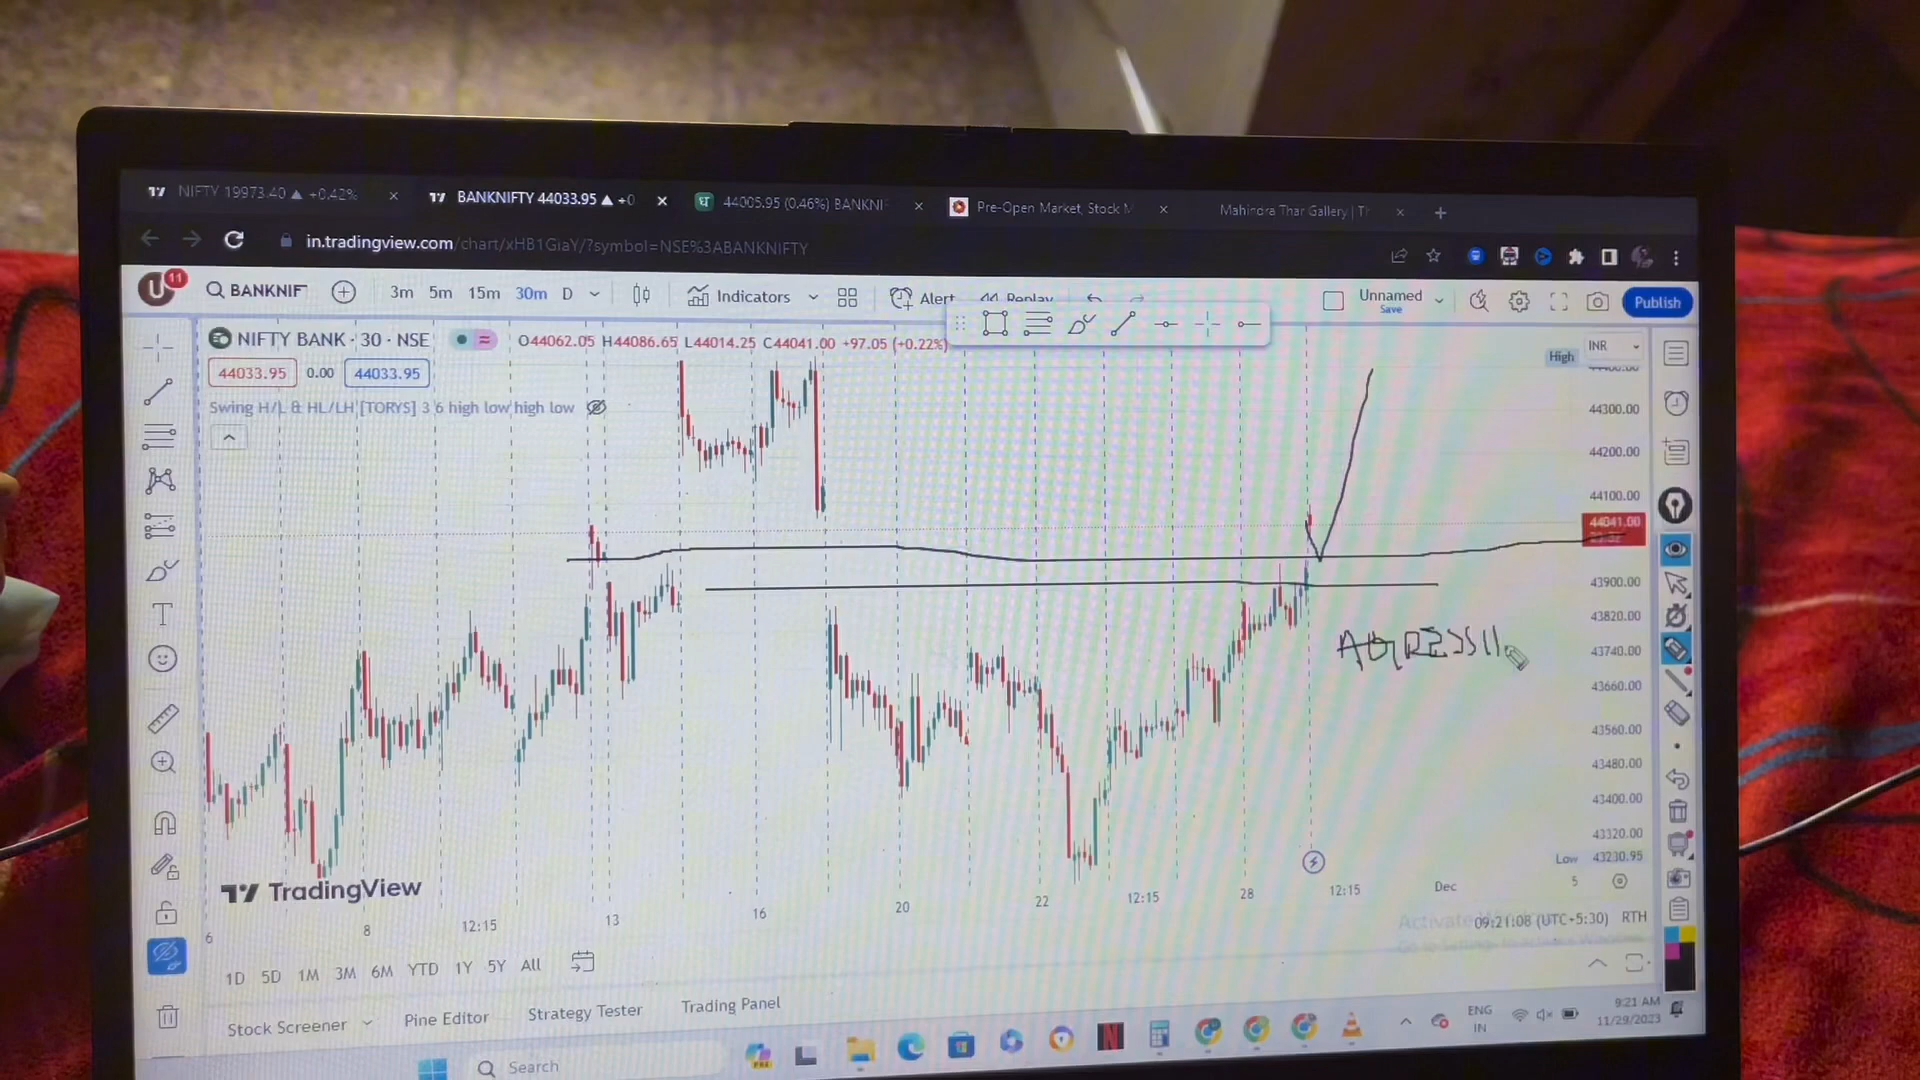 NIFTY 19973.40 ▲ +0.42%
BANKNIFTY 44033.95 ▲ +0
44005.95 (0.46%) BANKNI
Pre-Open Market, Stock M
Mahindra Thar Gallery | T
in.tradingview.com/chart/xHB1GiaY/?symbol=NSE%3ABANKNIFTY
U 11
BANKNIF
3m 5m 15m 30m D
Indicators
Alert
Replay
Unnamed
Save
Publish
NIFTY BANK · 30 · NSE
O44062.05 H44086.65 L44014.25 C44041.00 +97.05 (+0.22%)
High
INR
44033.95 0.00 44033.95
Swing H/L & HL/LH [TORYS] 3 6 high low high low
44300.00
44200.00
44100.00
44041.00
43900.00
43820.00
43740.00
43660.00
43560.00
43480.00
43400.00
43320.00
Low 43230.95
TradingView
6 8 12:15 13 16 20 22 12:15 28 12:15 Dec 5
09:21:08 (UTC+5:30) RTH
1D 5D 1M 3M 6M YTD 1Y 5Y All
Stock Screener
Pine Editor
Strategy Tester
Trading Panel
Search
ENG
IN
9:21 AM
11/29/2023